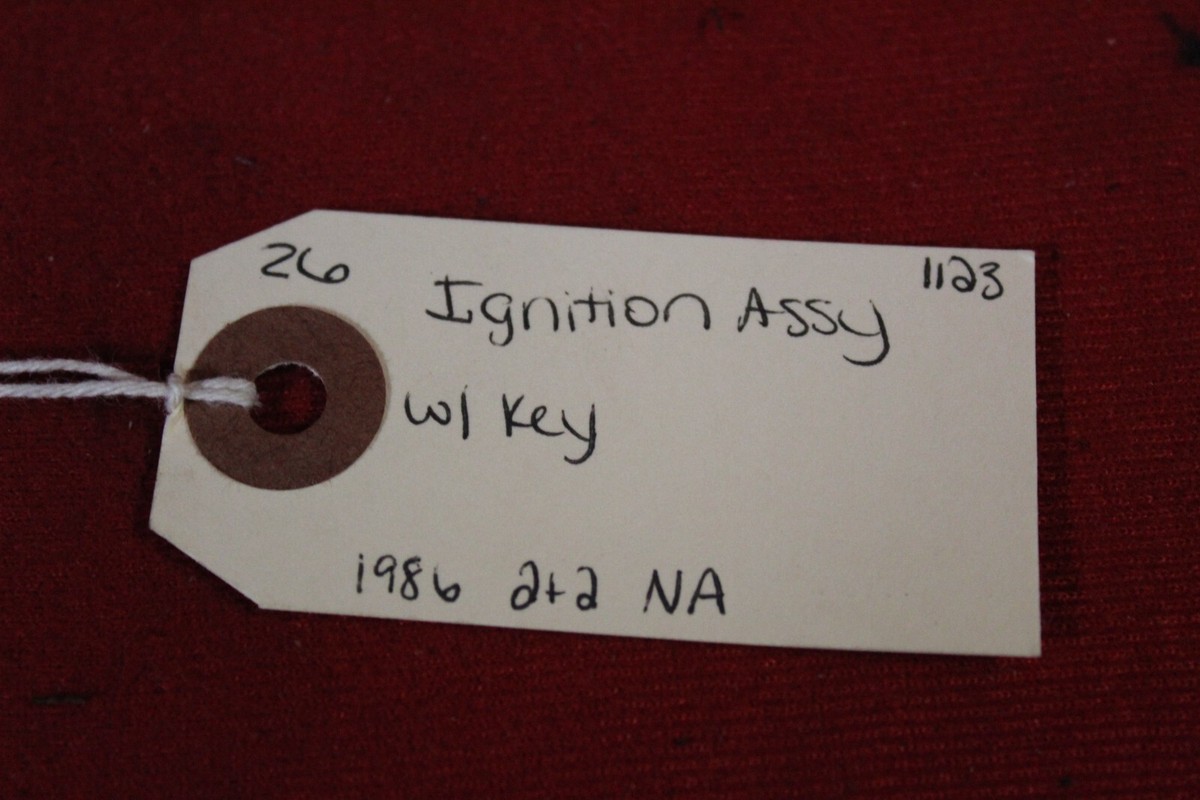 26
1123
Ignition Assy
w/ Key
1986 2+2 NA